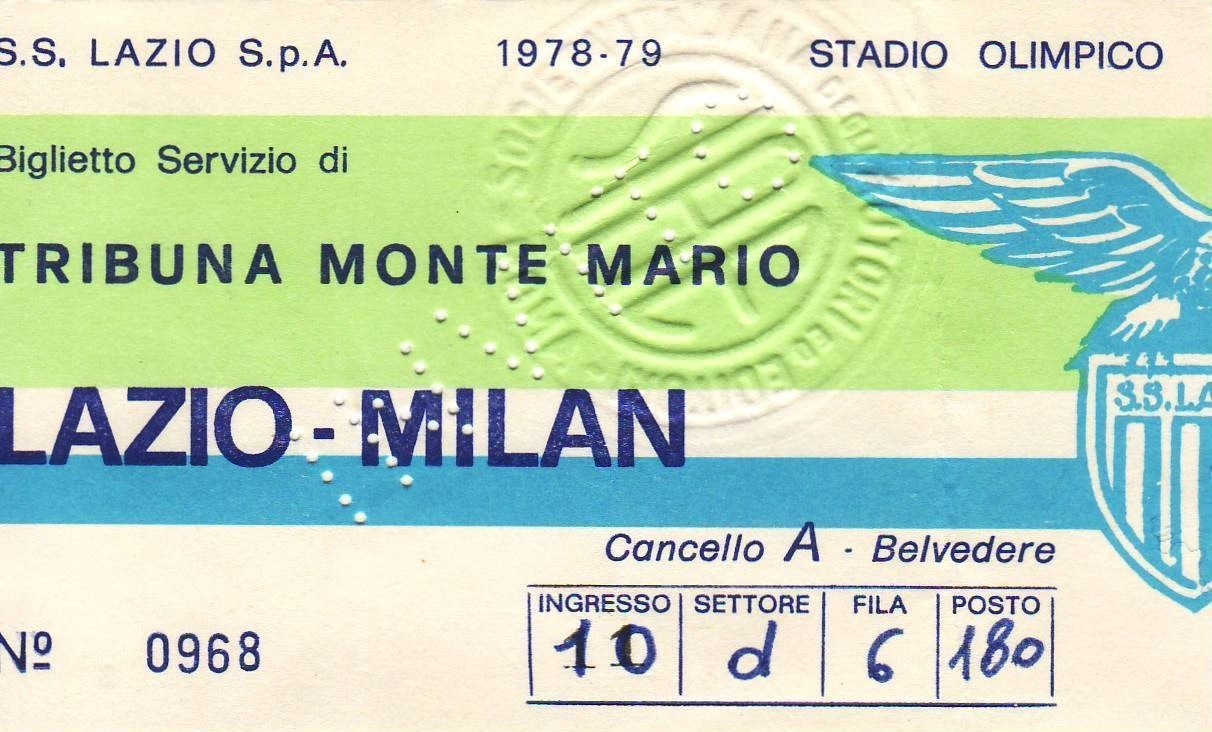 S.S. LAZIO S.p.A. 1978-79 STADIO OLIMPICO
Biglietto Servizio di
TRIBUNA MONTE MARIO
LAZIO - MILAN
S.S.LA
Cancello A - Belvedere
INGRESSO SETTORE FILA POSTO
10 d 6 180
Nº 0968